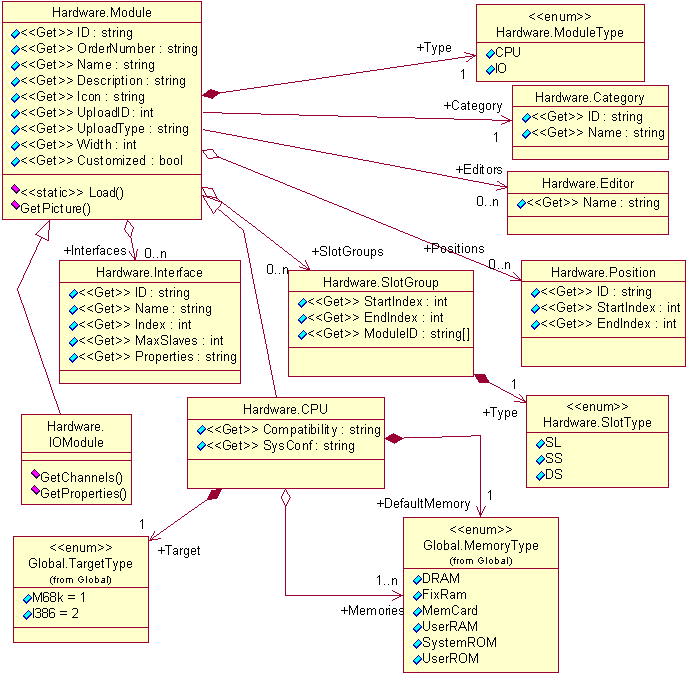 Hardware.Module
<<Get>> ID : string
<<Get>> OrderNumber : string
<<Get>> Name : string
<<Get>> Description : string
<<Get>> Icon : string
<<Get>> UploadID : int
<<Get>> UploadType : string
<<Get>> Width : int
<<Get>> Customized : bool
<<static>> Load()
GetPicture()
+Type
1
<<enum>>
Hardware.ModuleType
CPU
IO
+Category
1
Hardware.Category
<<Get>> ID : string
<<Get>> Name : string
+Editors
0..n
Hardware.Editor
<<Get>> Name : string
+Interfaces
0..n
+SlotGroups
0..n
+Positions
0..n
Hardware.Interface
<<Get>> ID : string
<<Get>> Name : string
<<Get>> Index : int
<<Get>> MaxSlaves : int
<<Get>> Properties : string
Hardware.SlotGroup
<<Get>> StartIndex : int
<<Get>> EndIndex : int
<<Get>> ModuleID : string[]
Hardware.Position
<<Get>> ID : string
<<Get>> StartIndex : int
<<Get>> EndIndex : int
1
+Type
<<enum>>
Hardware.SlotType
SL
SS
DS
Hardware.
IOModule
GetChannels()
GetProperties()
Hardware.CPU
<<Get>> Compatibility : string
<<Get>> SysConf : string
+DefaultMemory
1
1
+Target
<<enum>>
Global.TargetType
(from Global)
M68k = 1
I386 = 2
1..n
+Memories
<<enum>>
Global.MemoryType
(from Global)
DRAM
FixRam
MemCard
UserRAM
SystemROM
UserROM